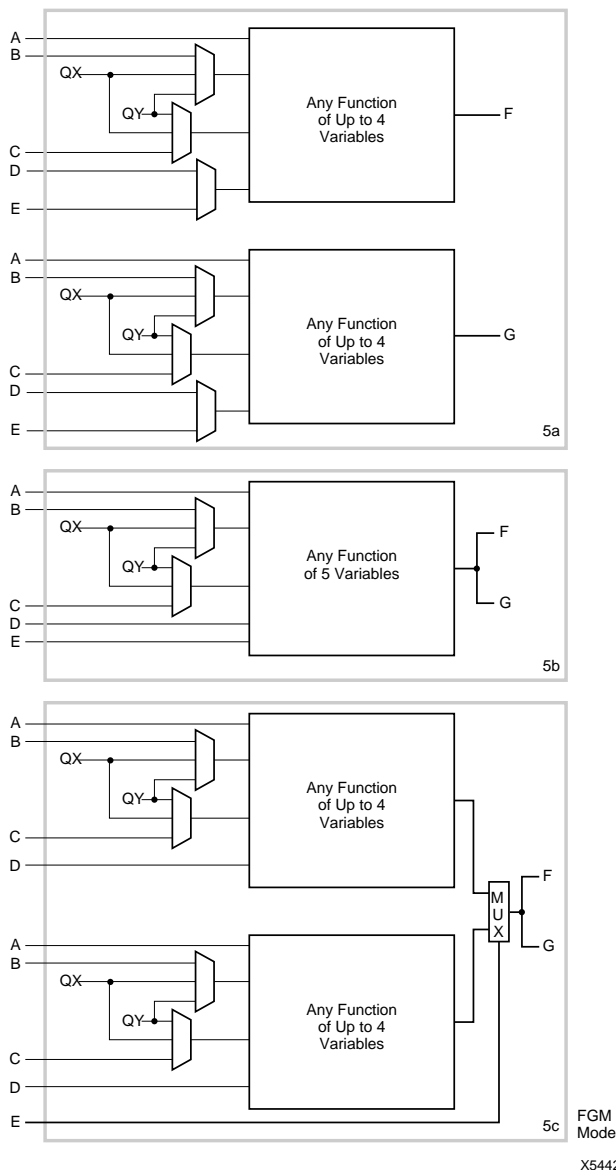 A
B
QX
QY
C
D
E
Any Function
of Up to 4
Variables
F
A
B
QX
QY
C
D
E
Any Function
of Up to 4
Variables
G
5a
A
B
QX
QY
C
D
E
Any Function
of 5 Variables
F
G
5b
A
B
QX
QY
C
D
Any Function
of Up to 4
Variables
A
B
QX
QY
C
D
E
Any Function
of Up to 4
Variables
M
U
X
F
G
5c
FGM
Mode
X5442